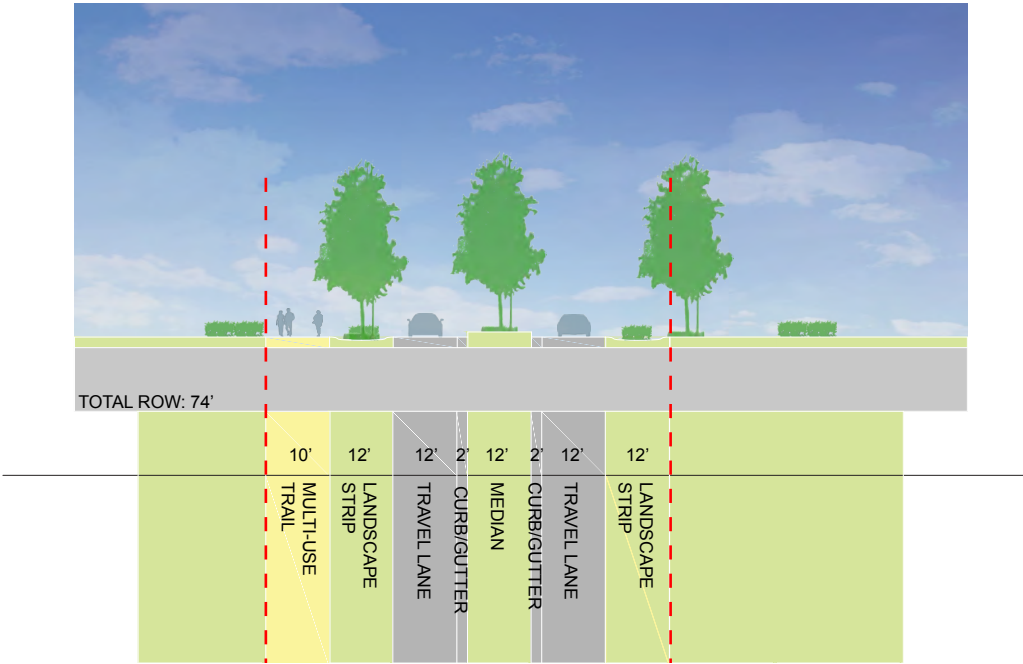 TOTAL ROW: 74’
10’ 12’ 12’ 2’ 12’ 2’ 12’ 12’
MULTI-USE
TRAIL
LANDSCAPE
STRIP
TRAVEL LANE
CURB/GUTTER
MEDIAN
CURB/GUTTER
TRAVEL LANE
LANDSCAPE
STRIP